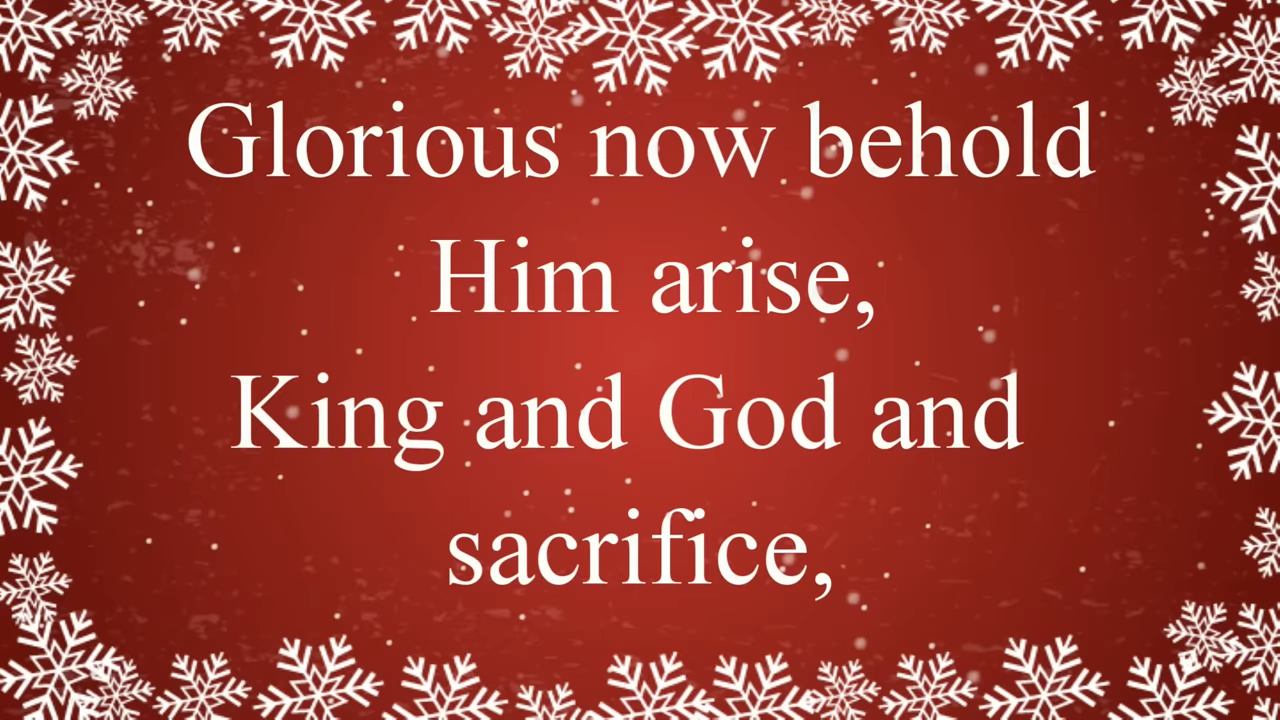 Glorious now behold
Him arise,
King and God and
sacrifice,